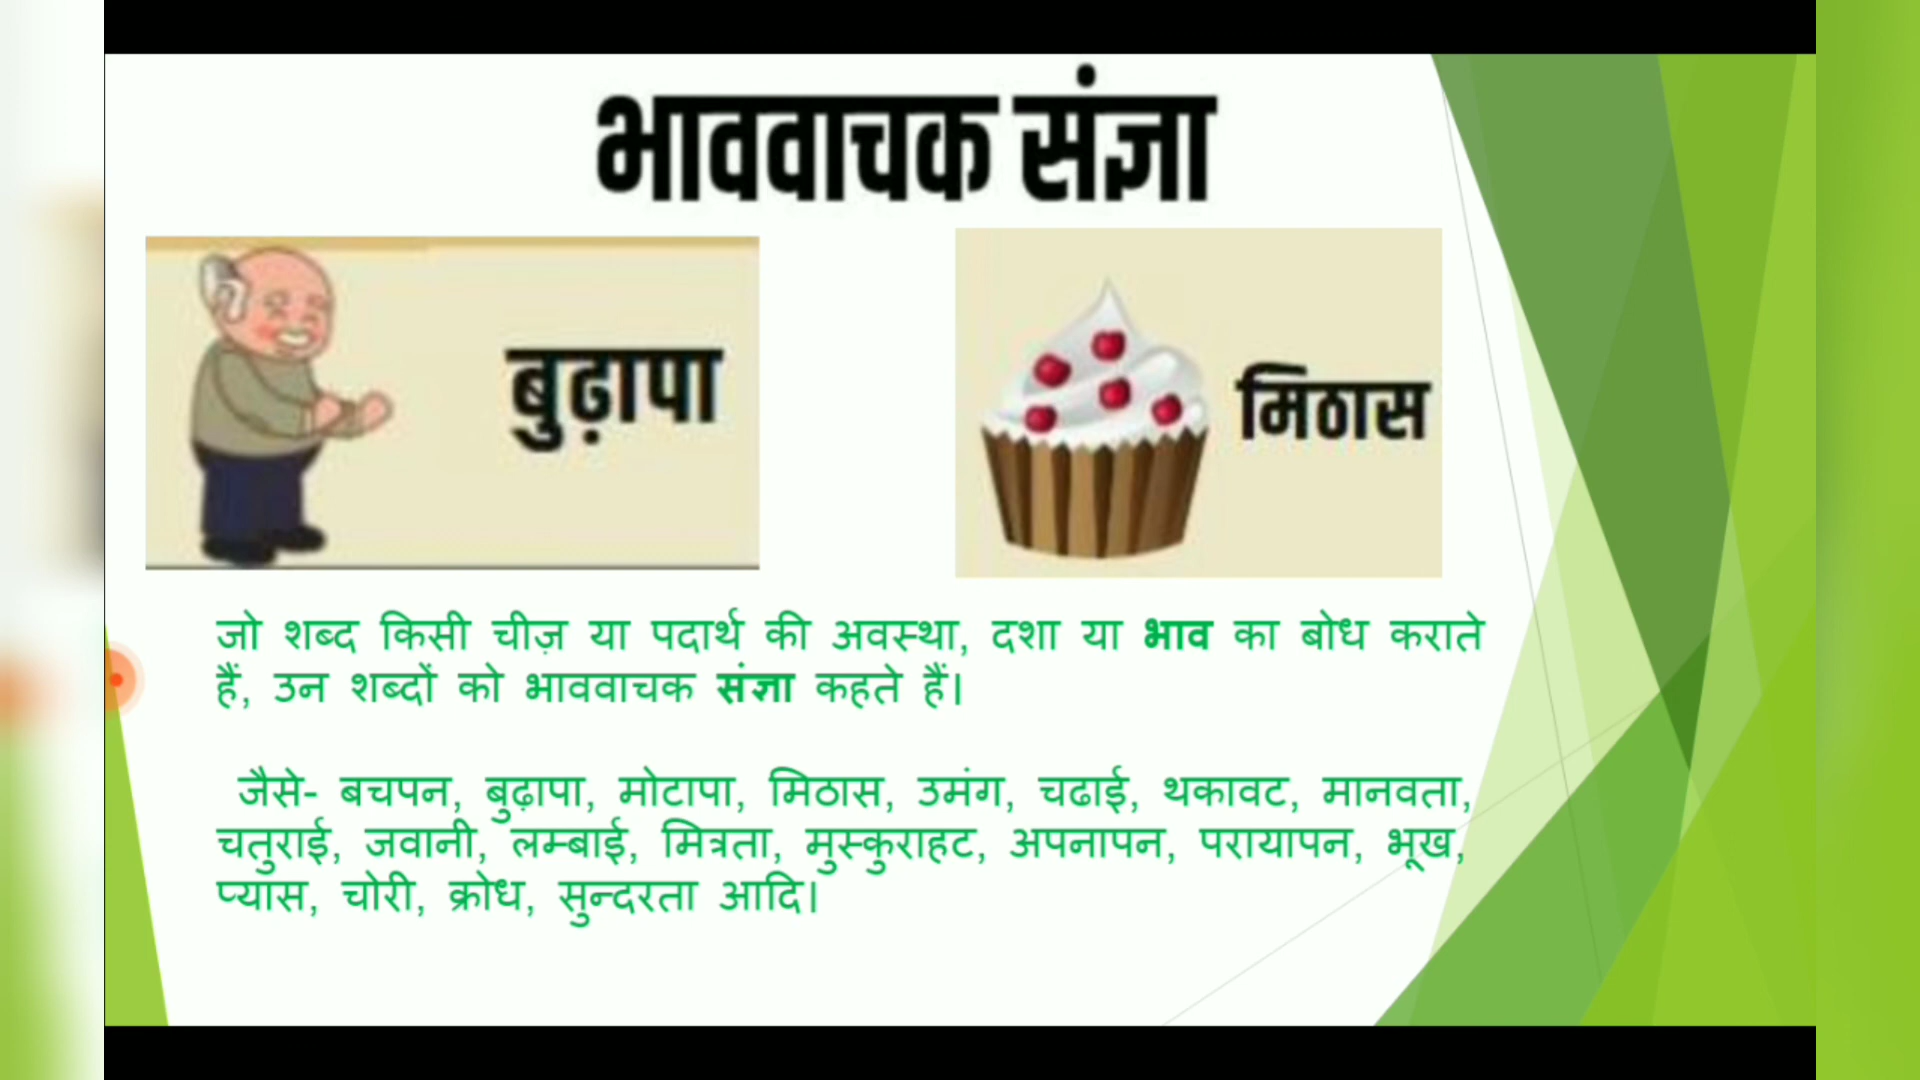 भाववाचक संज्ञा
बुढ़ापा
मिठास
जो शब्द किसी चीज़ या पदार्थ की अवस्था, दशा या भाव का बोध कराते
हैं, उन शब्दों को भाववाचक संज्ञा कहते हैं।
जैसे- बचपन, बुढ़ापा, मोटापा, मिठास, उमंग, चढाई, थकावट, मानवता,
चतुराई, जवानी, लम्बाई, मित्रता, मुस्कुराहट, अपनापन, परायापन, भूख,
प्यास, चोरी, क्रोध, सुन्दरता आदि।